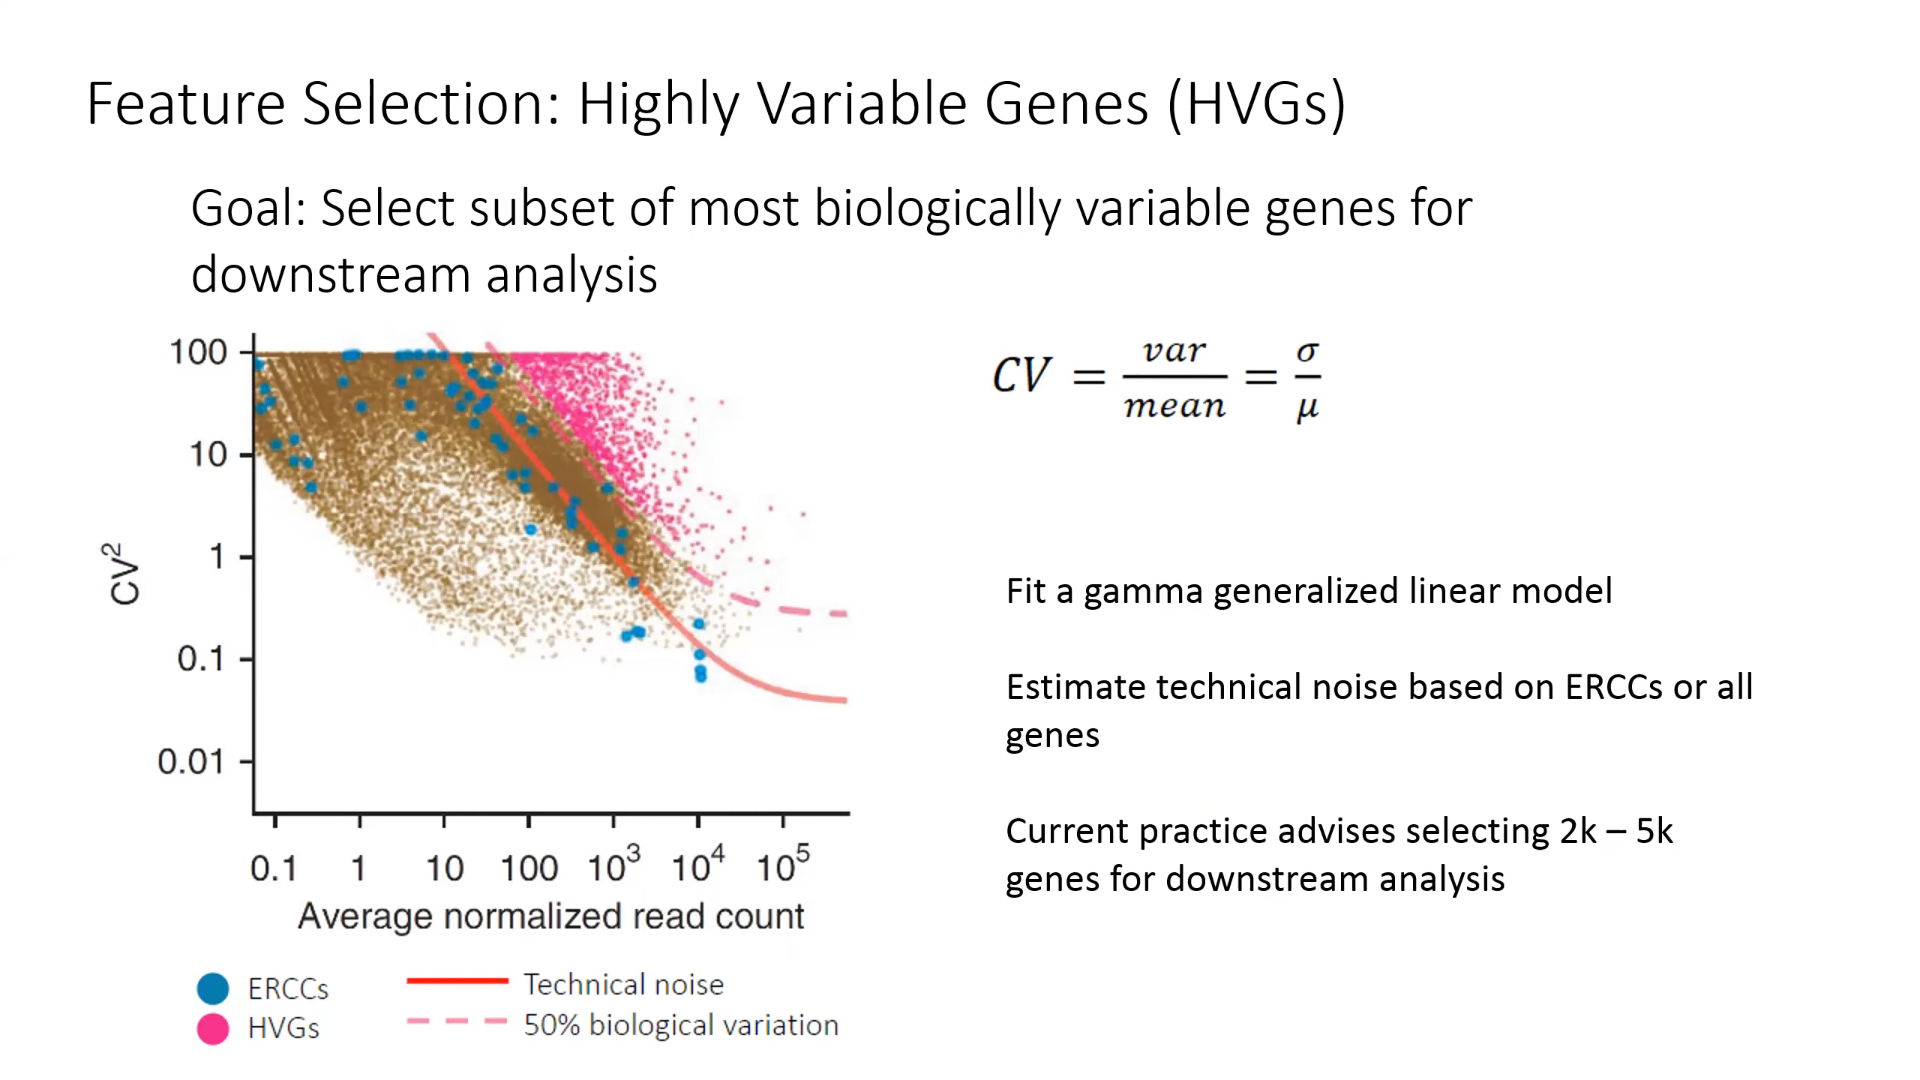 Feature Selection: Highly Variable Genes (HVGs)
Goal: Select subset of most biologically variable genes for
downstream analysis
CV = var/mean = σ/μ
Fit a gamma generalized linear model
Estimate technical noise based on ERCCs or all
genes
Current practice advises selecting 2k – 5k
genes for downstream analysis
CV²
100
10
1
0.1
0.01
0.1 1 10 100 10³ 10⁴ 10⁵
Average normalized read count
ERCCs
HVGs
Technical noise
50% biological variation